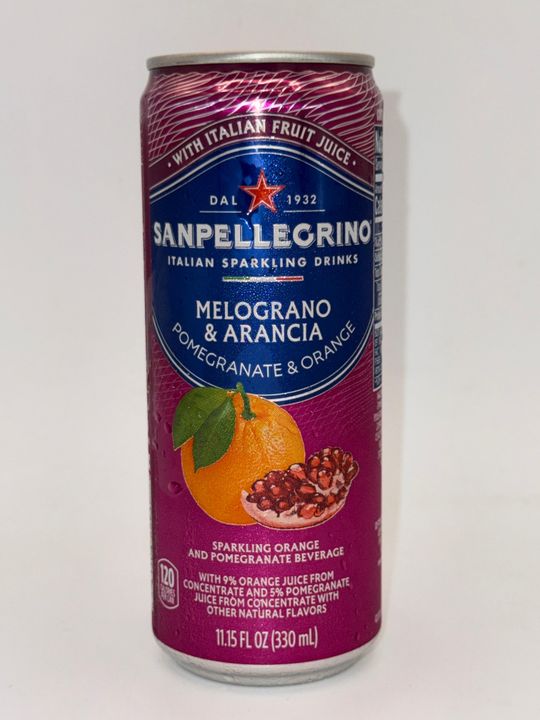 • WITH ITALIAN FRUIT JUICE •
DAL 1932
SANPELLEGRINO
ITALIAN SPARKLING DRINKS
MELOGRANO
& ARANCIA
POMEGRANATE & ORANGE
SPARKLING ORANGE
AND POMEGRANATE BEVERAGE
WITH 9% ORANGE JUICE FROM
CONCENTRATE AND 5% POMEGRANATE
JUICE FROM CONCENTRATE WITH
OTHER NATURAL FLAVORS
120
11.15 FL OZ (330 mL)